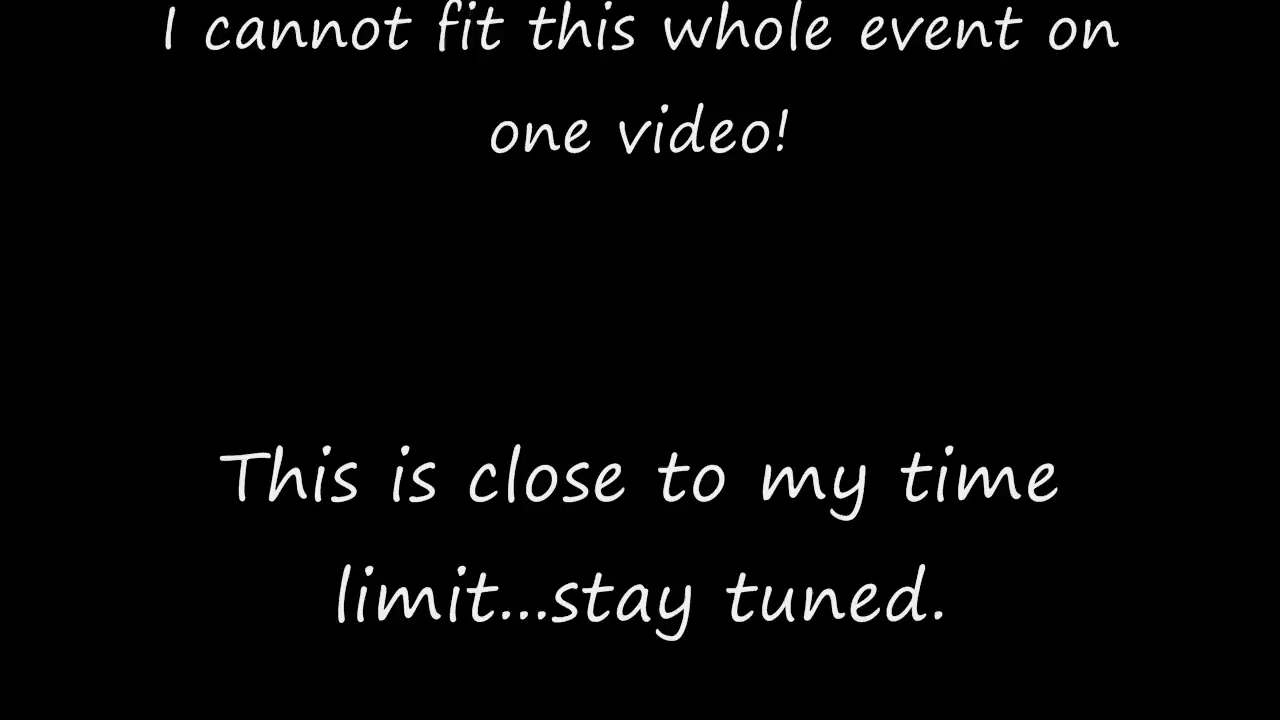 I cannot fit this whole event on
one video!
This is close to my time
limit...stay tuned.